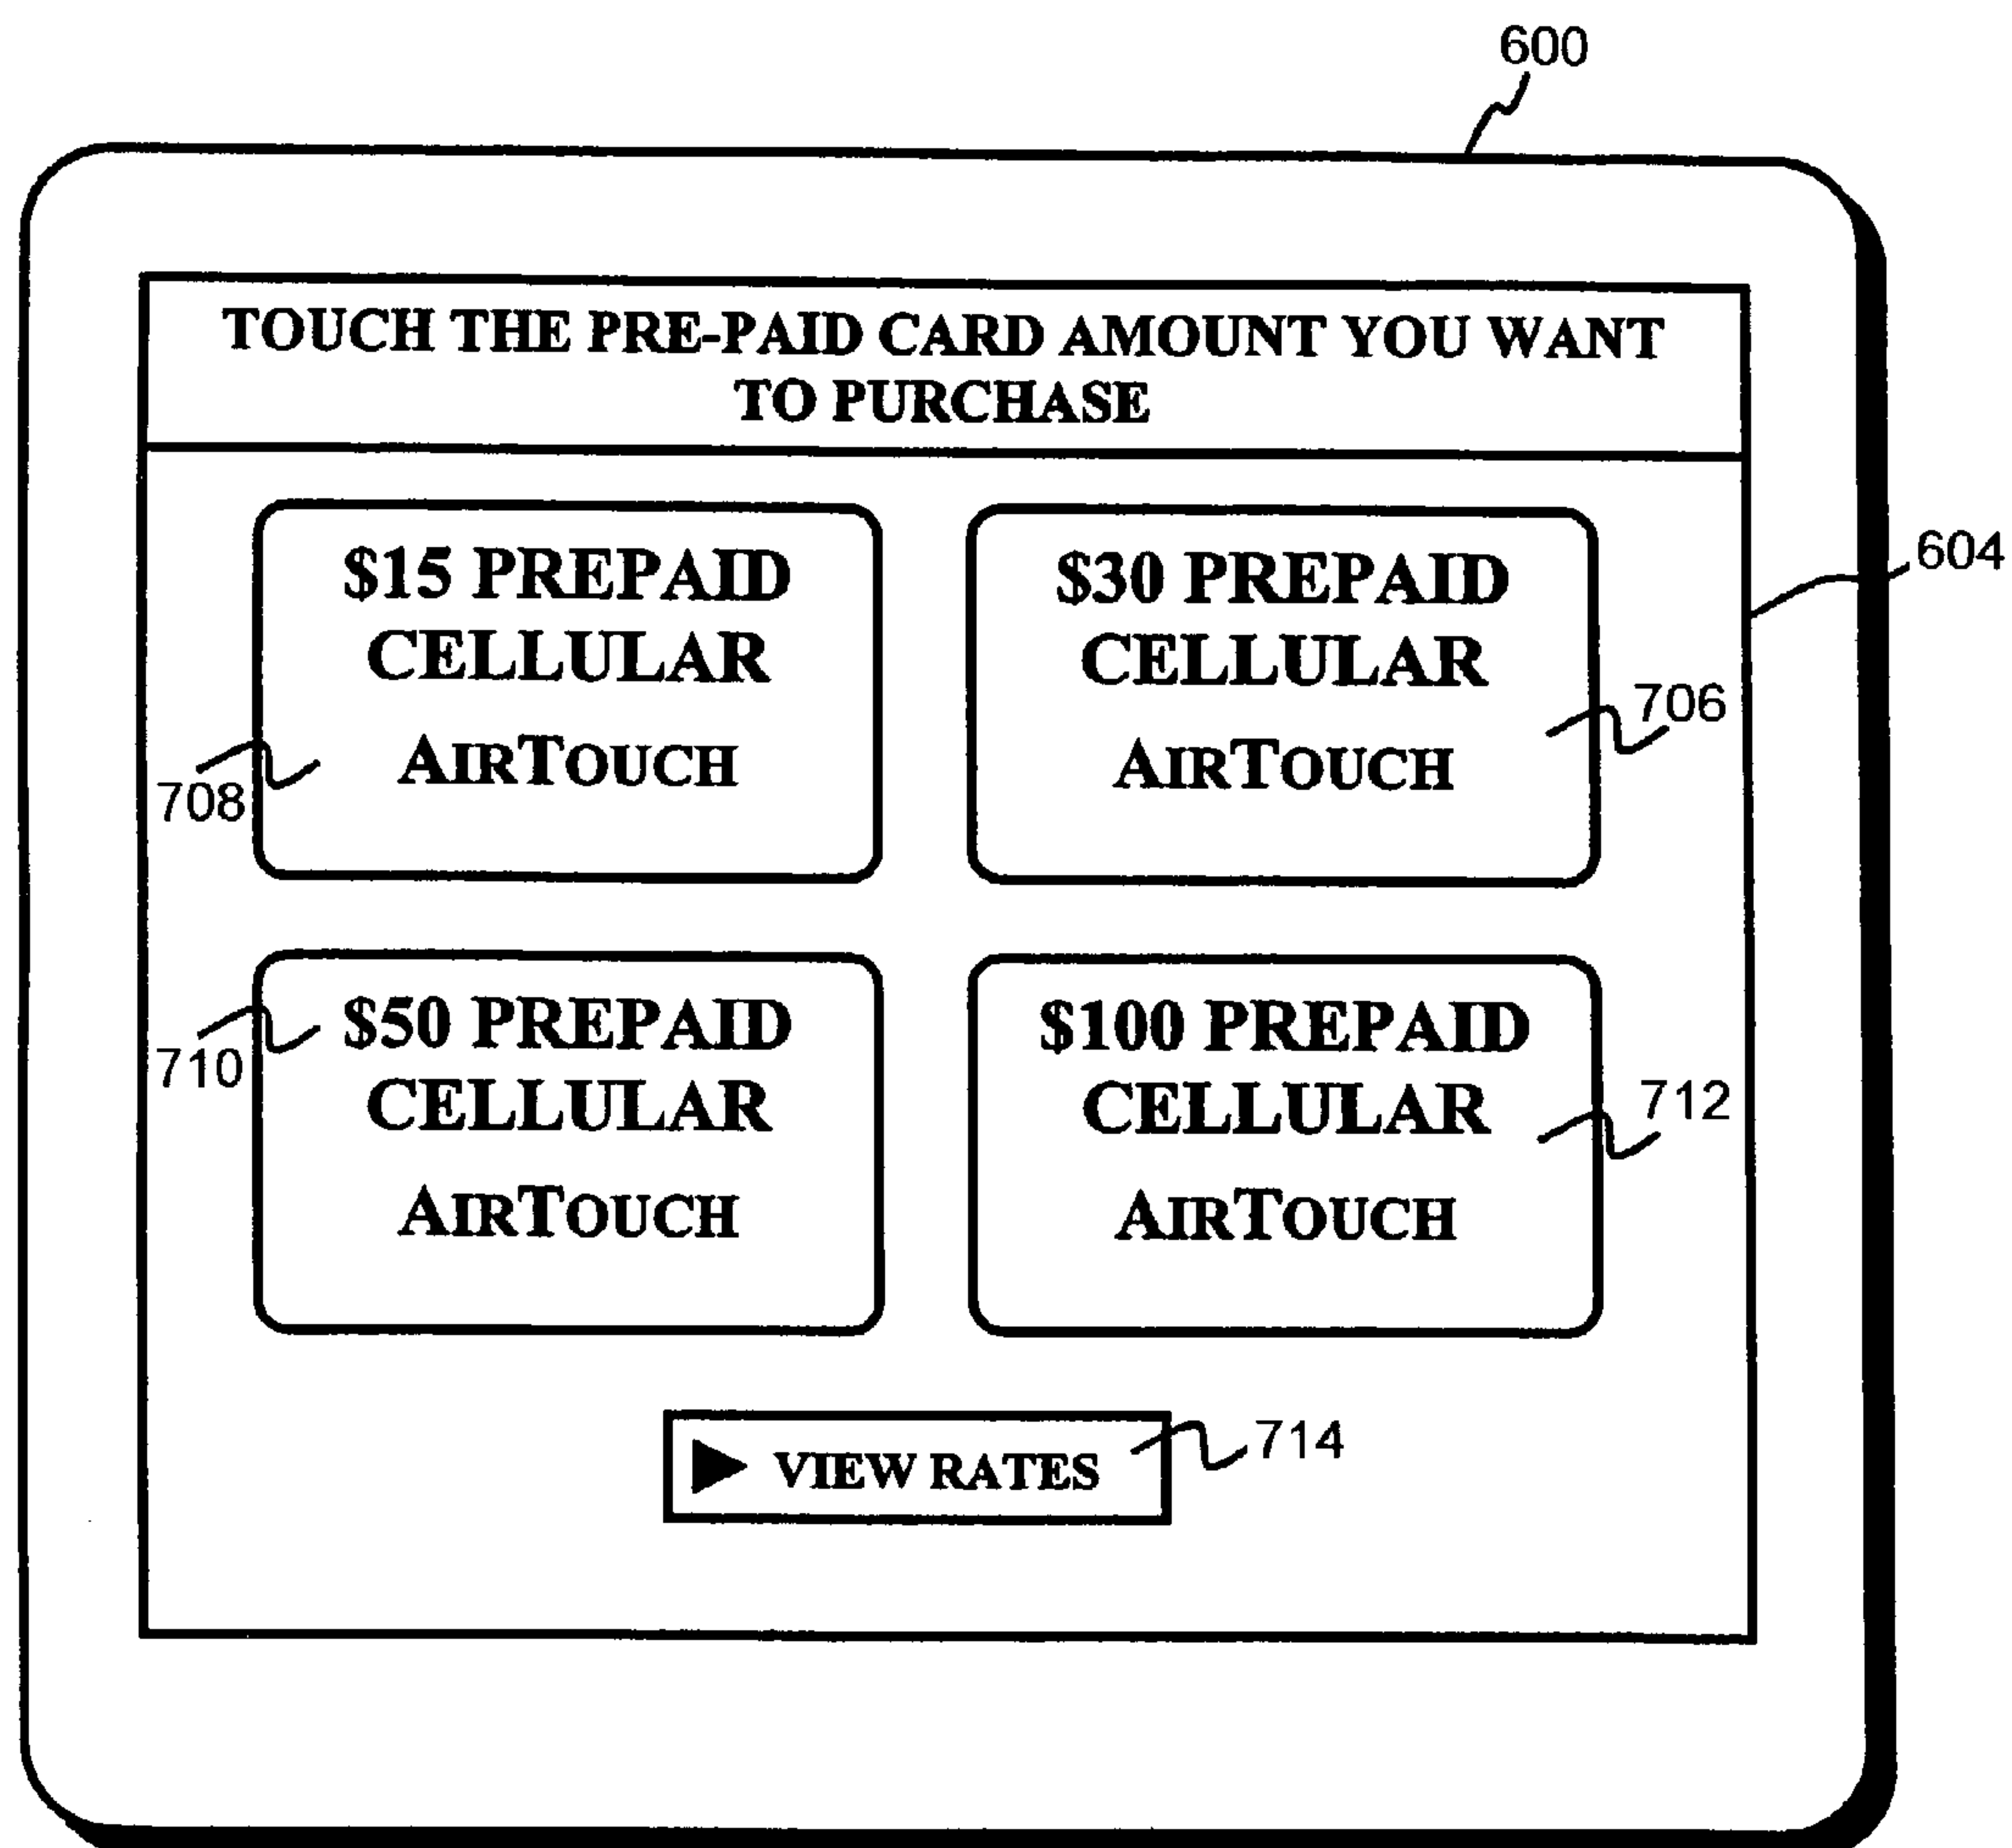 600
TOUCH THE PRE-PAID CARD AMOUNT YOU WANT
TO PURCHASE
604
$15 PREPAID
CELLULAR
AIRTOUCH
708
$30 PREPAID
CELLULAR
AIRTOUCH
706
$50 PREPAID
CELLULAR
AIRTOUCH
710
$100 PREPAID
CELLULAR
AIRTOUCH
712
VIEW RATES
714